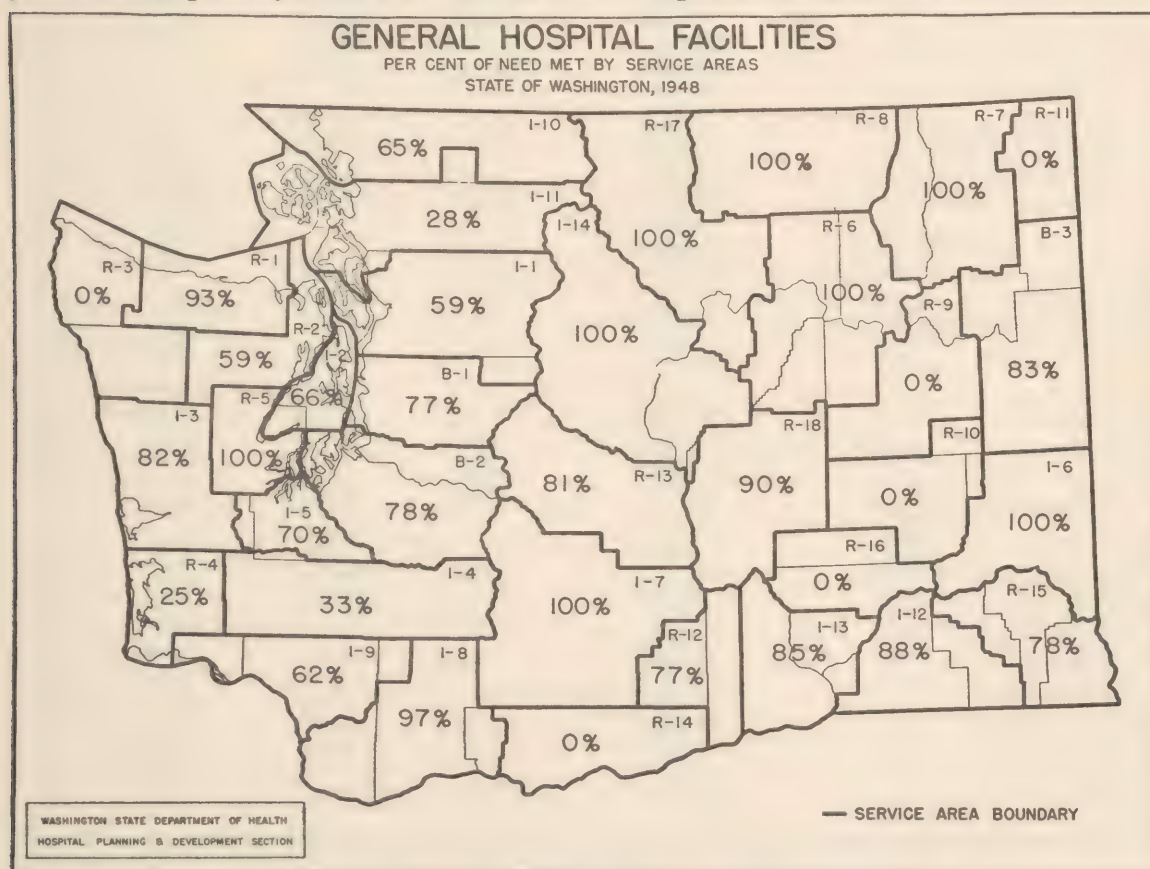 GENERAL HOSPITAL FACILITIES
PER CENT OF NEED MET BY SERVICE AREAS
STATE OF WASHINGTON, 1948
I-10
65%
R-17
R-8
100%
R-7
100%
R-11
0%
I-11
28%
I-14
100%
R-6
100%
B-3
R-3
0%
R-1
93%
I-1
59%
100%
R-9
R-2
59%
I-2
66%
B-1
77%
0%
83%
I-3
82%
R-5
100%
B-2
78%
81%
R-13
R-18
90%
R-10
0%
I-6
100%
I-5
70%
R-4
25%
I-4
33%
I-7
100%
R-16
0%
R-15
78%
R-12
77%
I-13
85%
I-12
88%
I-9
62%
I-8
97%
R-14
0%
WASHINGTON STATE DEPARTMENT OF HEALTH
HOSPITAL PLANNING & DEVELOPMENT SECTION
SERVICE AREA BOUNDARY